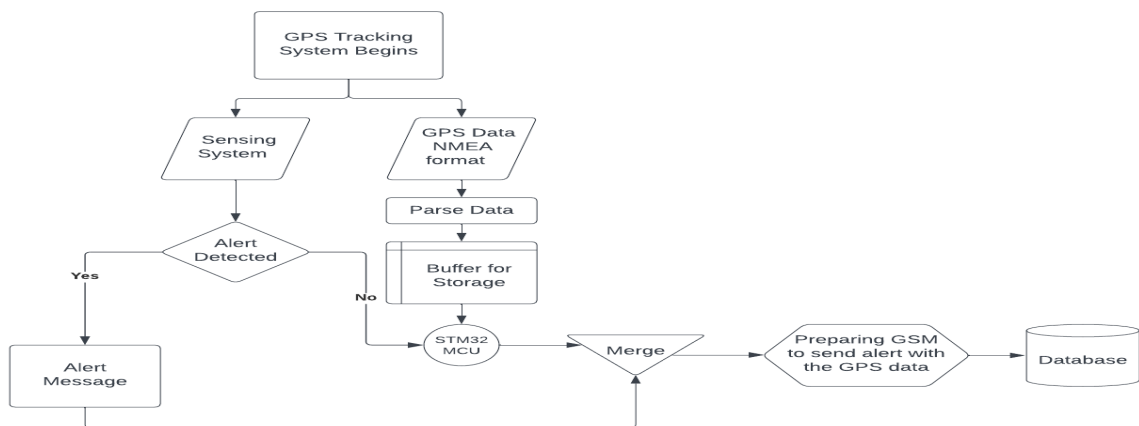 GPS Tracking
System Begins
Sensing
System
GPS Data
NMEA
format
Parse Data
Alert
Detected
Buffer for
Storage
Yes
No
STM32
MCU
Merge
Preparing GSM
to send alert with
the GPS data
Database
Alert
Message